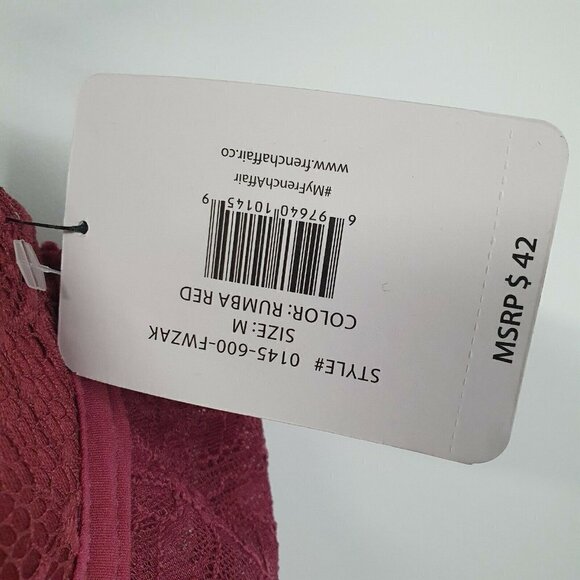 STYLE# 0145-600-FWZAK
SIZE: M
COLOR: RUMBA RED
6 97640 10145 9
#MyFrenchAffair
www.frenchaffair.co
MSRP $ 42